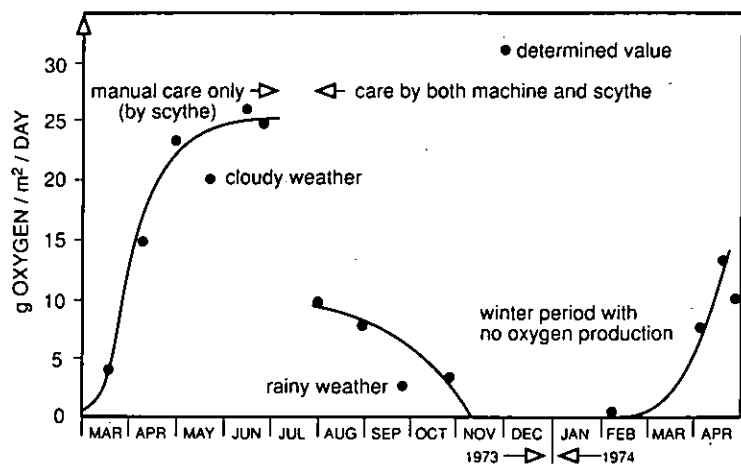 g OXYGEN / m² / DAY
30
25
20
15
10
5
0
determined value
manual care only
(by scythe)
care by both machine and scythe
cloudy weather
rainy weather
winter period with
no oxygen production
MAR APR MAY JUN JUL AUG SEP OCT NOV DEC JAN FEB MAR APR
1973 1974